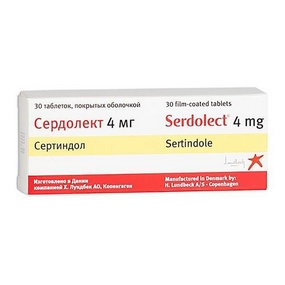 30 таблеток, покрытых оболочкой
Сердолект 4 мг
Сертиндол
Изготовлено в Дании
компанией Х. Лундбек АО, Копенгаген
30 film-coated tablets
Serdolect® 4 mg
Sertindole
Lundbeck
Manufactured in Denmark by:
H. Lundbeck A/S - Copenhagen